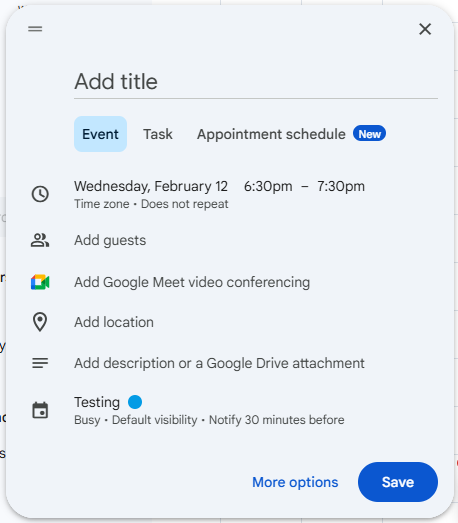 Add title
Event Task Appointment schedule New
Wednesday, February 12 6:30pm – 7:30pm
Time zone • Does not repeat
Add guests
Add Google Meet video conferencing
Add location
Add description or a Google Drive attachment
Testing
Busy • Default visibility • Notify 30 minutes before
More options Save